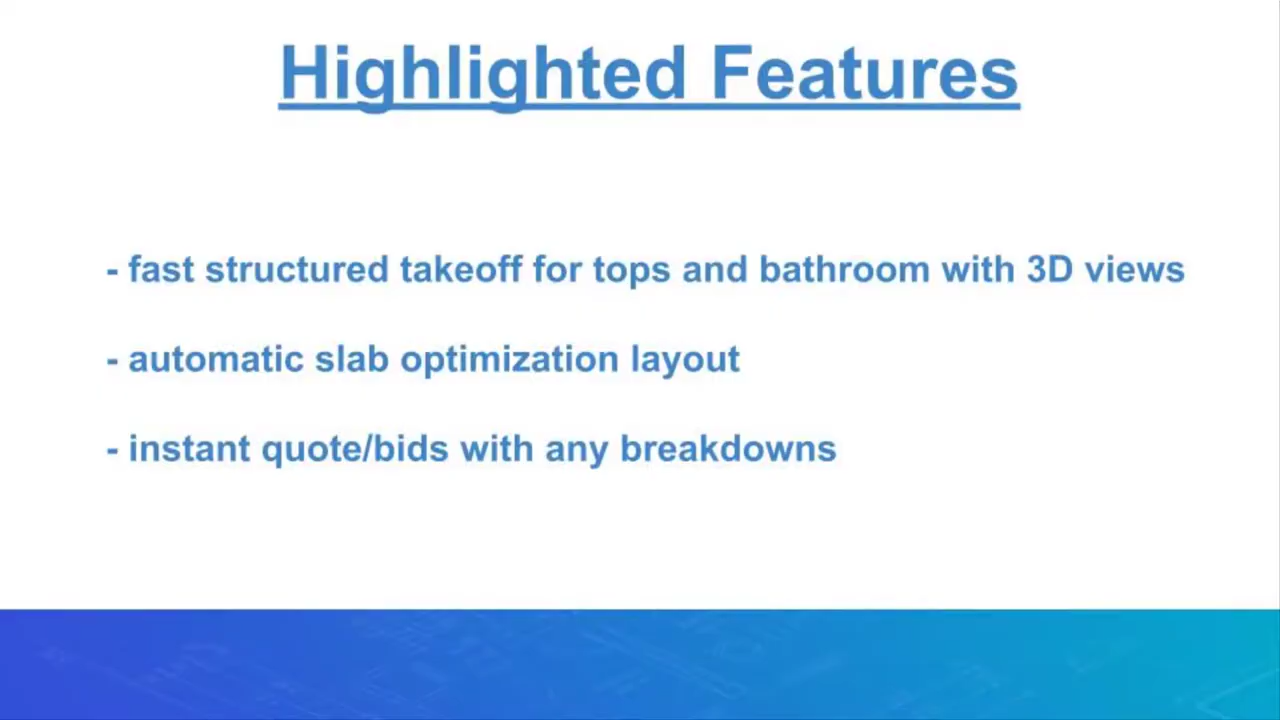 Highlighted Features
- fast structured takeoff for tops and bathroom with 3D views
- automatic slab optimization layout
- instant quote/bids with any breakdowns